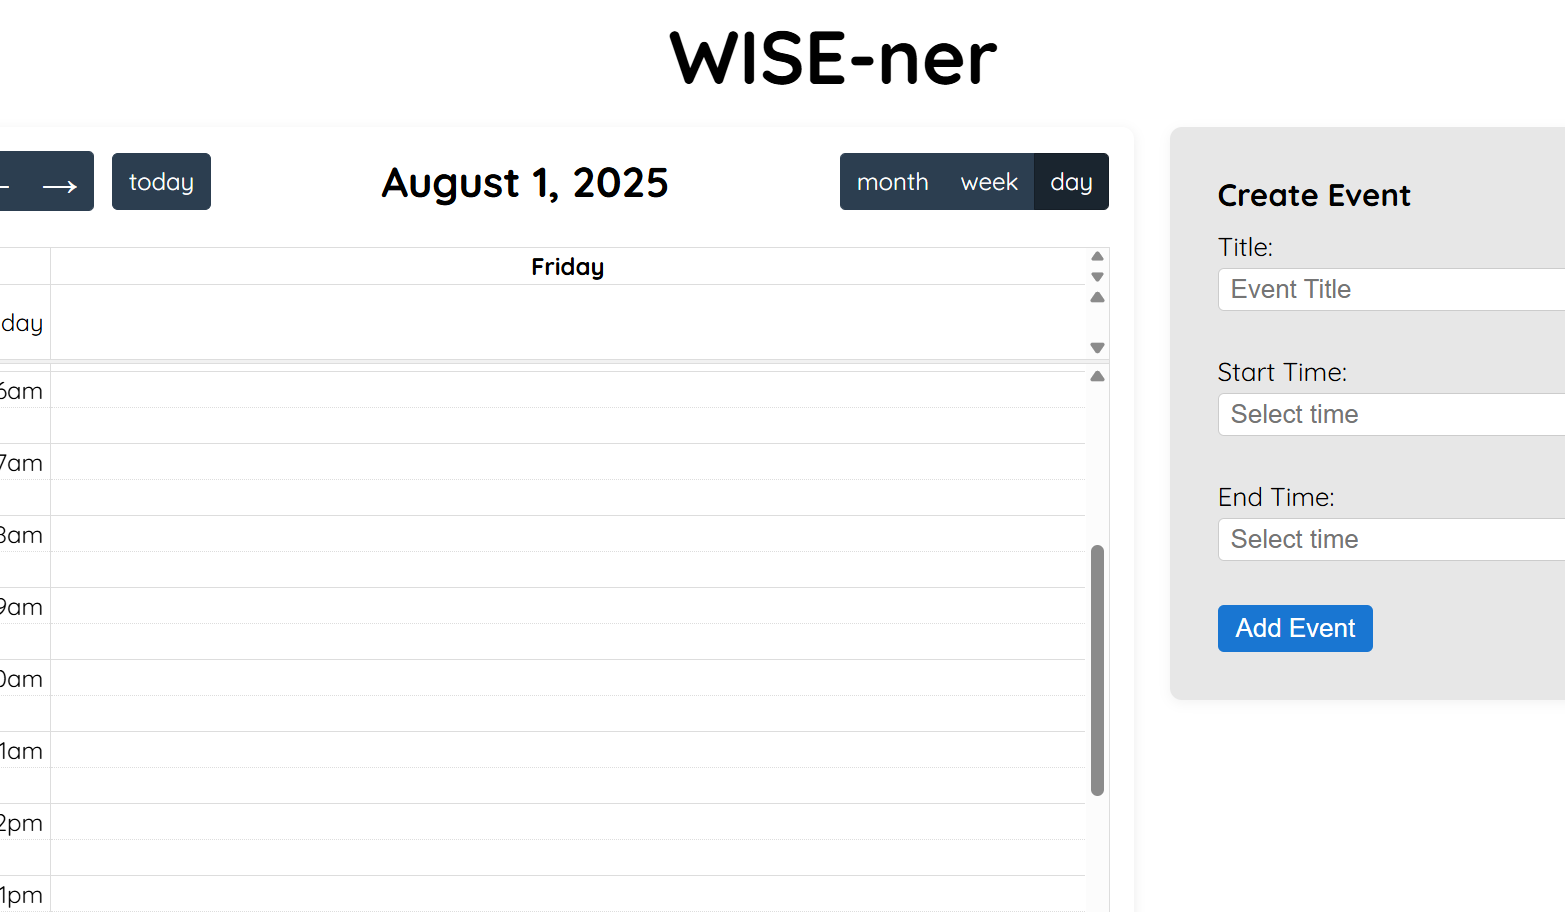 WISE-ner
today
August 1, 2025
month week day
Friday
day
6am
7am
8am
9am
0am
1am
2pm
1pm
Create Event
Title:
Event Title
Start Time:
Select time
End Time:
Select time
Add Event